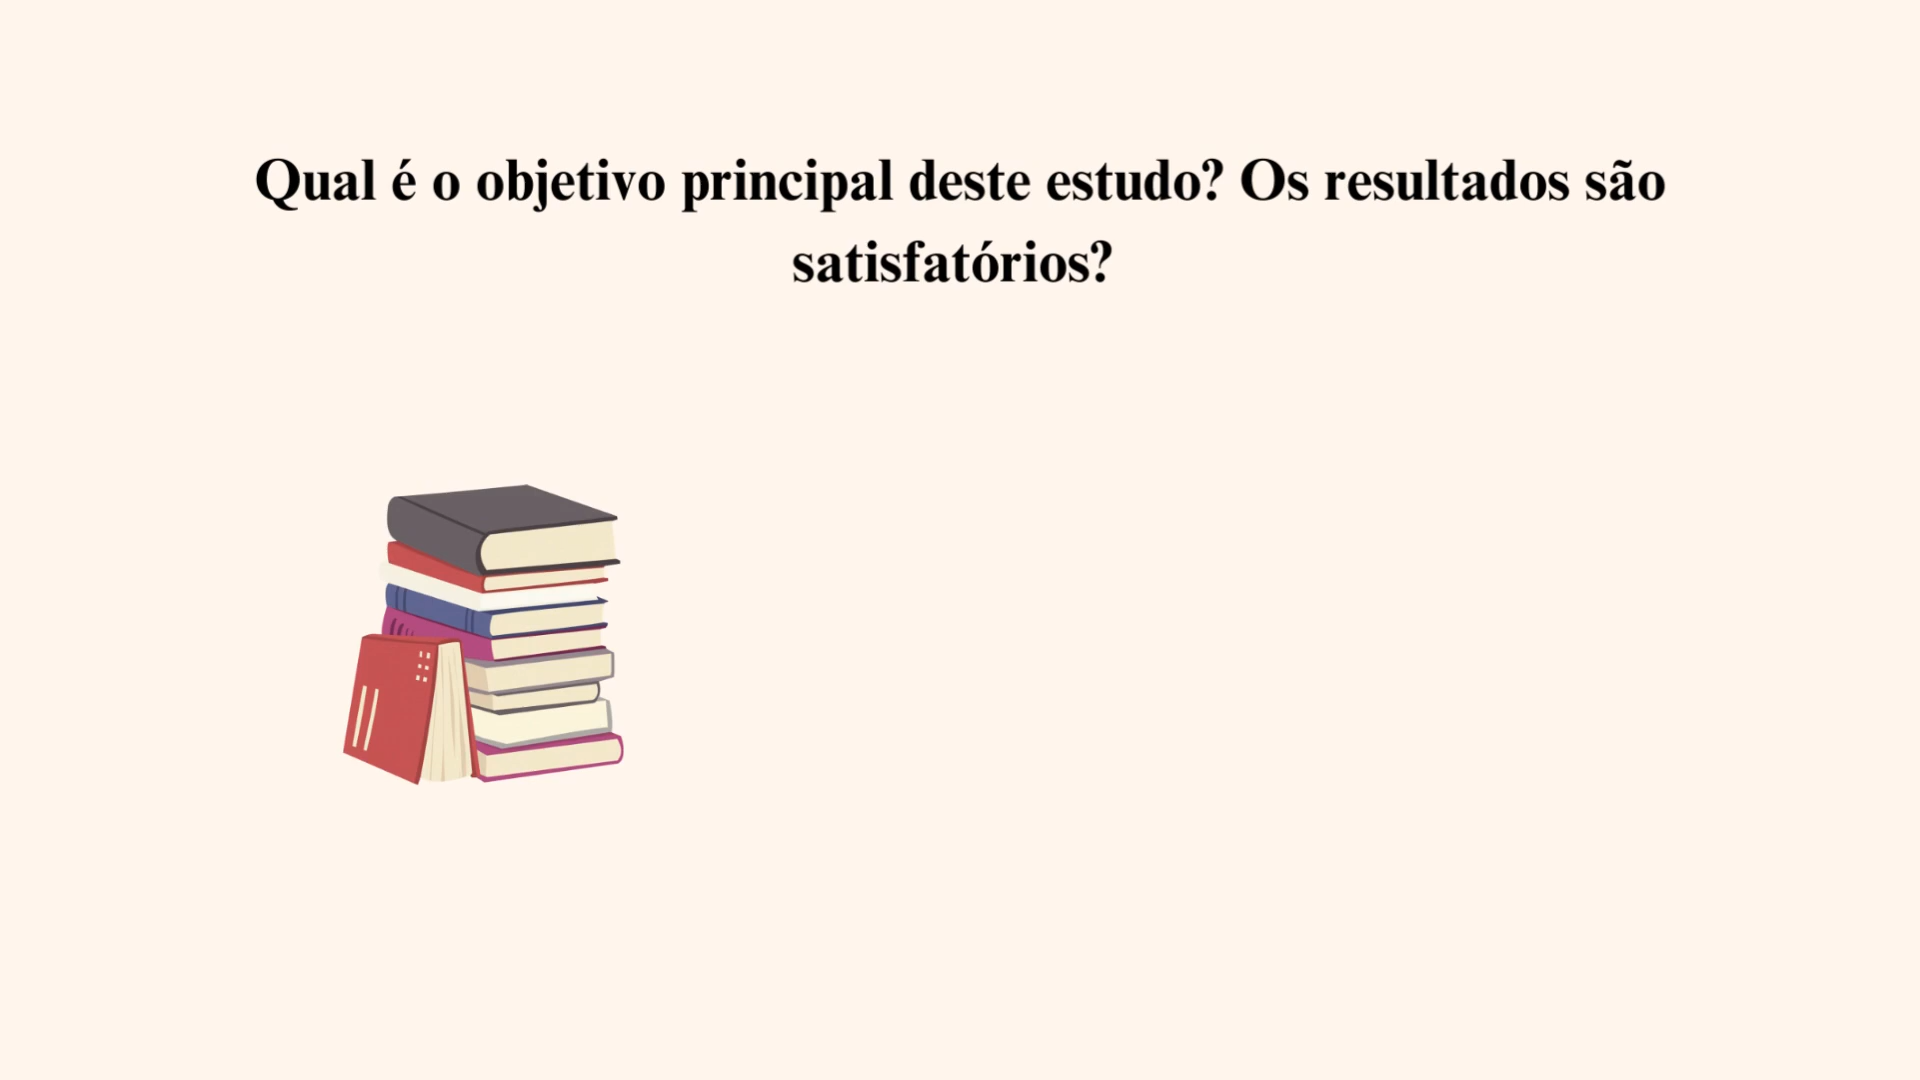 Qual é o objetivo principal deste estudo? Os resultados são
satisfatórios?